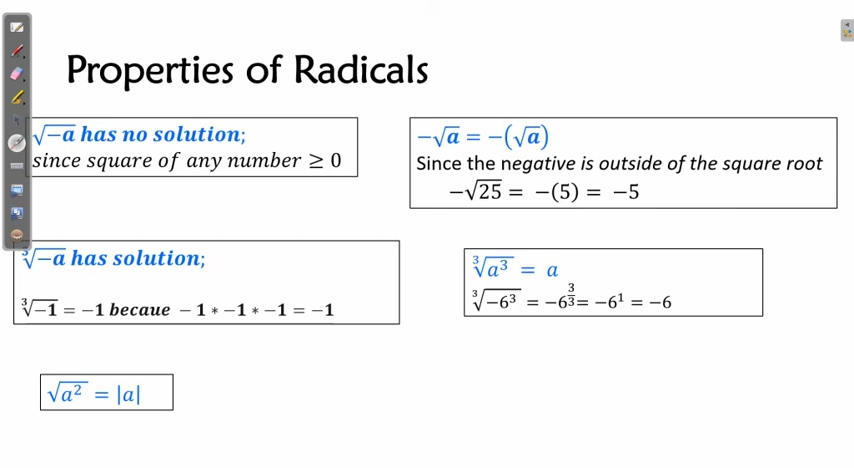 Properties of Radicals
√−a has no solution;
since square of any number ≥ 0
−√a = −(√a)
Since the negative is outside of the square root
−√25 = −(5) = −5
∛−a has solution;
∛−1 = −1 becaue − 1 ∗ −1 ∗ −1 = −1
∛a³ = a
∛−6³ = −6^(3/3) = −6¹ = −6
√a² = |a|